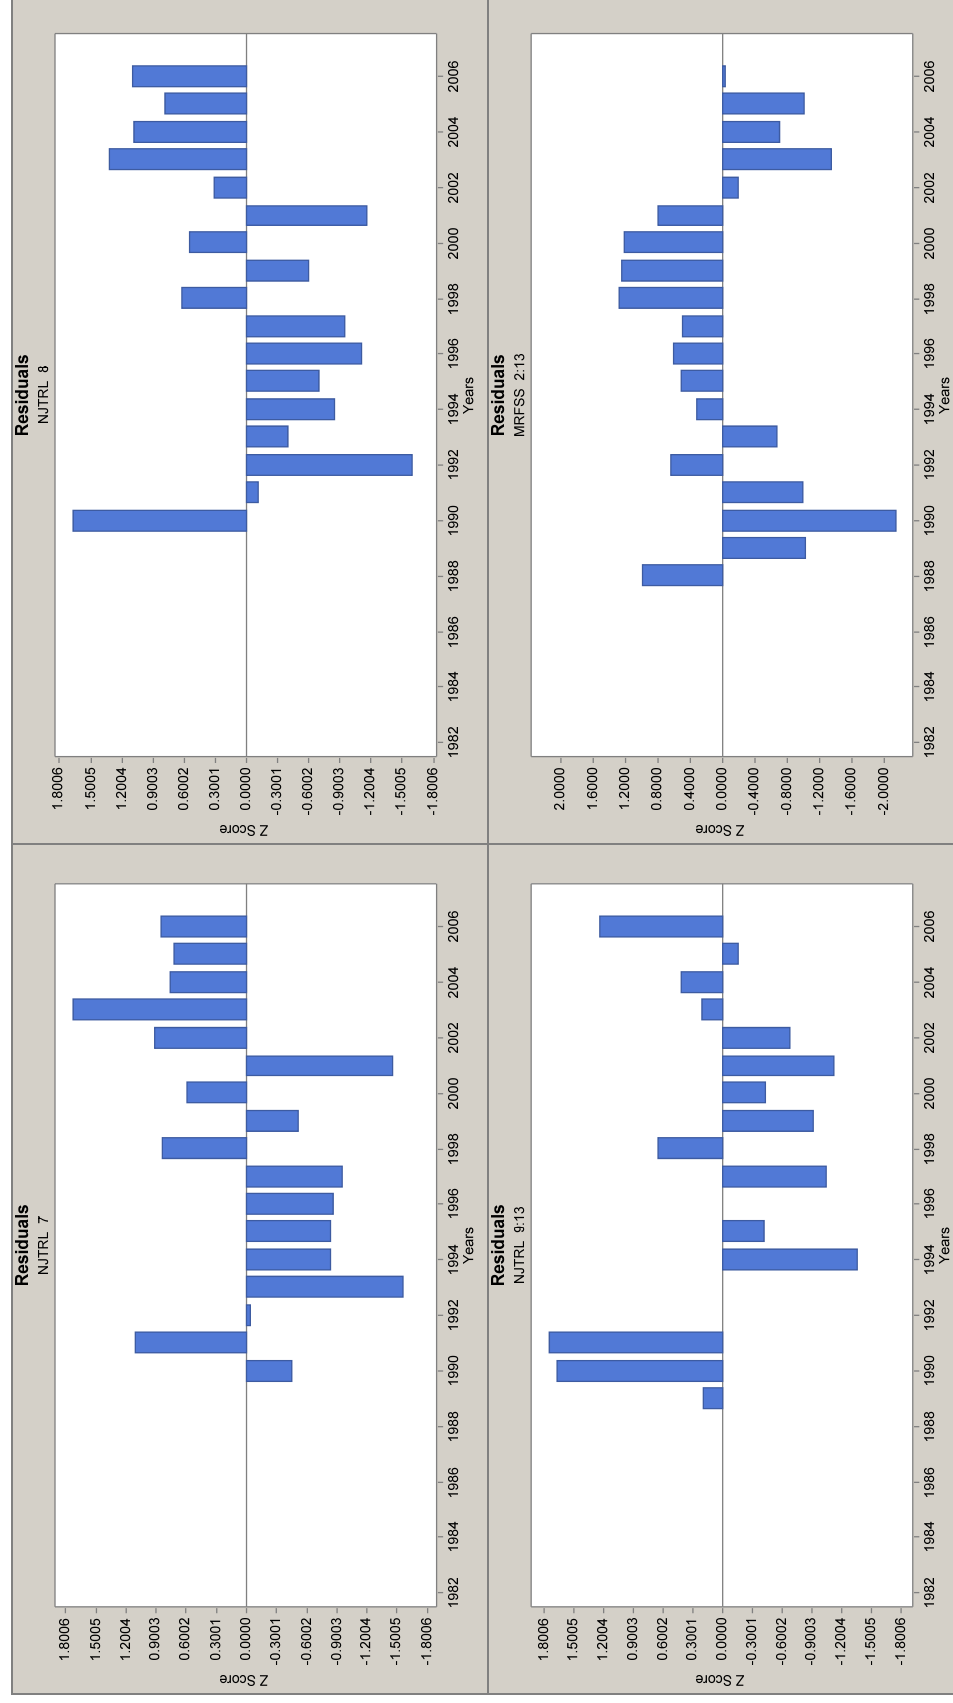 Residuals
NJTRL 7
Z Score
1.8006
1.5005
1.2004
0.9003
0.6002
0.3001
0.0000
-0.3001
-0.6002
-0.9003
-1.2004
-1.5005
-1.8006
1982 1984 1986 1988 1990 1992 1994 1996 1998 2000 2002 2004 2006
Years
Residuals
NJTRL 8
Z Score
1.8006
1.5005
1.2004
0.9003
0.6002
0.3001
0.0000
-0.3001
-0.6002
-0.9003
-1.2004
-1.5005
-1.8006
1982 1984 1986 1988 1990 1992 1994 1996 1998 2000 2002 2004 2006
Years
Residuals
NJTRL 9:13
Z Score
1.8006
1.5005
1.2004
0.9003
0.6002
0.3001
0.0000
-0.3001
-0.6002
-0.9003
-1.2004
-1.5005
-1.8006
1982 1984 1986 1988 1990 1992 1994 1996 1998 2000 2002 2004 2006
Years
Residuals
MRFSS 2:13
Z Score
2.0000
1.6000
1.2000
0.8000
0.4000
0.0000
-0.4000
-0.8000
-1.2000
-1.6000
-2.0000
1982 1984 1986 1988 1990 1992 1994 1996 1998 2000 2002 2004 2006
Years